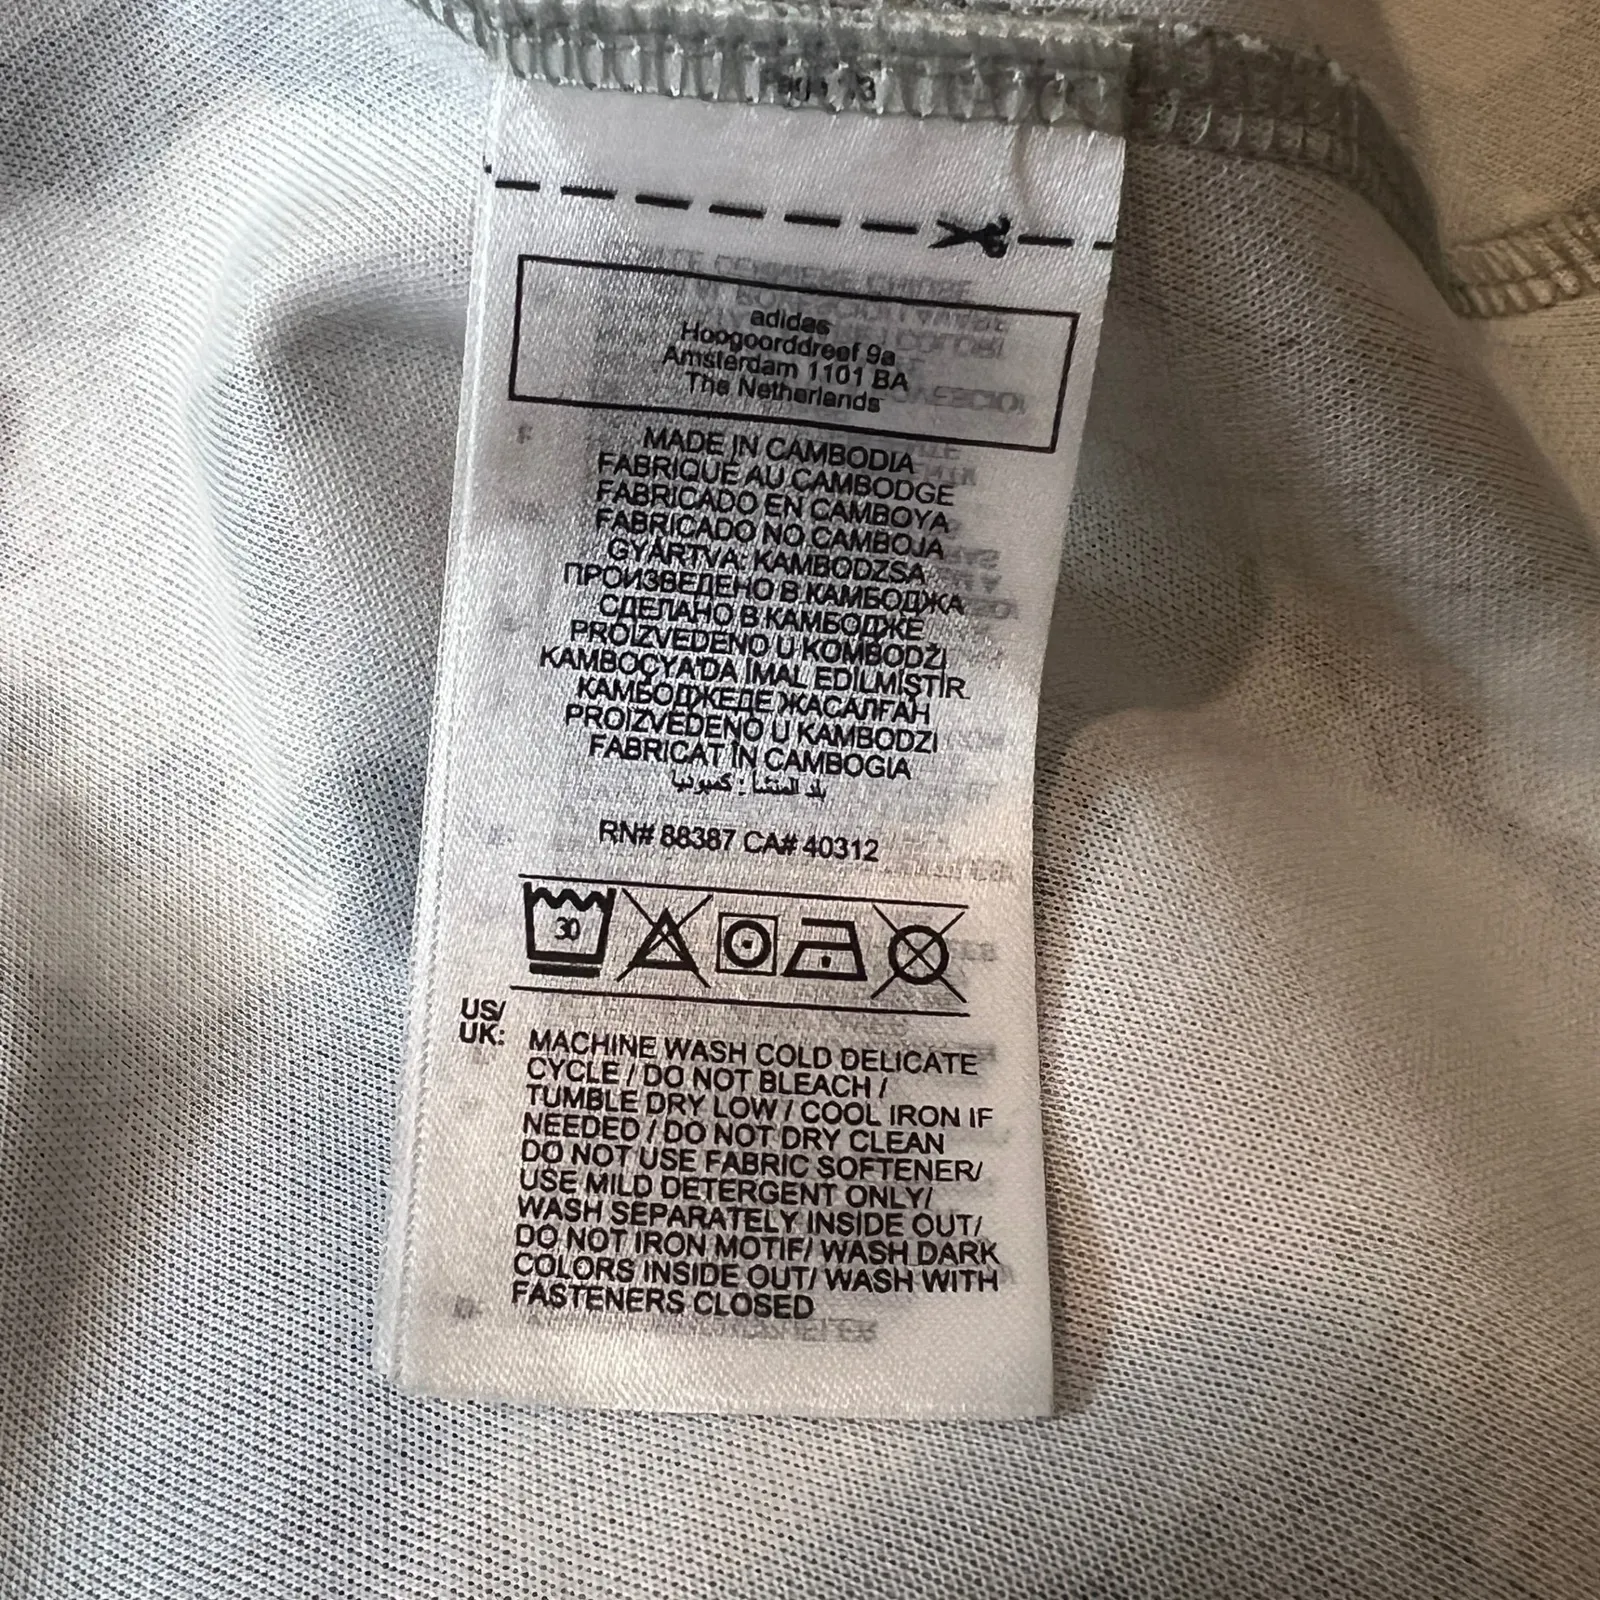 adidas
Hoogoorddreef 9a
Amsterdam 1101 BA
The Netherlands
MADE IN CAMBODIA
FABRIQUÉ AU CAMBODGE
FABRICADO EN CAMBOYA
FABRICADO NO CAMBOJA
GYÁRTVA: KAMBODZSA
ПРОИЗВЕДЕНО В КАМБОДЖА
СДЕЛАНО В КАМБОДЖЕ
PROIZVEDENO U KOMBODŽI
KAMBOÇYA'DA İMAL EDİLMİŞTİR
КАМБОДЖЕДЕ ЖАСАЛҒАН
PROIZVEDENO U KAMBODZI
FABRICAT ÎN CAMBOGIA
بلد المنشأ : كمبوديا
RN# 88387 CA# 40312
30
US/
UK:
MACHINE WASH COLD DELICATE
CYCLE / DO NOT BLEACH /
TUMBLE DRY LOW / COOL IRON IF
NEEDED / DO NOT DRY CLEAN
DO NOT USE FABRIC SOFTENER/
USE MILD DETERGENT ONLY/
WASH SEPARATELY INSIDE OUT/
DO NOT IRON MOTIF/ WASH DARK
COLORS INSIDE OUT/ WASH WITH
FASTENERS CLOSED